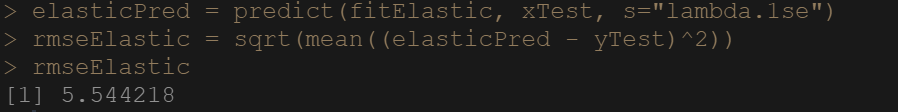 > elasticPred = predict(fitElastic, xTest, s="lambda.1se")
> rmseElastic = sqrt(mean((elasticPred - yTest)^2))
> rmseElastic
[1] 5.544218